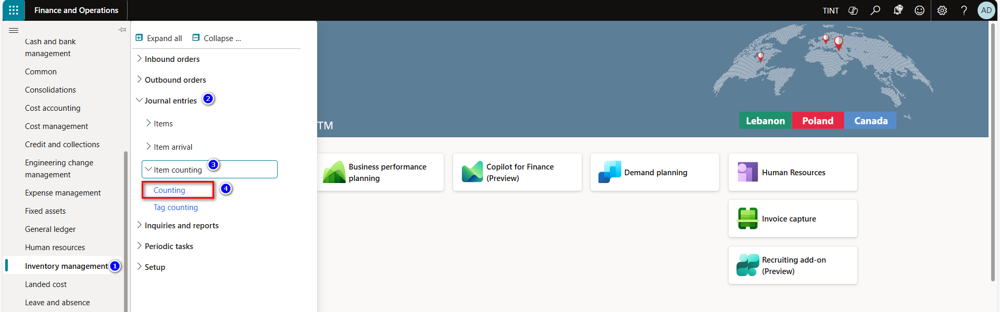 Finance and Operations
TINT
25
?
AD
Cash and bank
management
Common
Consolidations
Cost accounting
Cost management
Credit and collections
Engineering change
management
Expense management
Fixed assets
General ledger
Human resources
Inventory management 1
Landed cost
Leave and absence
Expand all
Collapse ...
Inbound orders
Outbound orders
Journal entries 2
Items
Item arrival
Item counting 3
Counting 4
Tag counting
Inquiries and reports
Periodic tasks
Setup
TM
Lebanon Poland Canada
Business performance
planning
Copilot for Finance
(Preview)
Demand planning
Human Resources
Invoice capture
Recruiting add-on
(Preview)